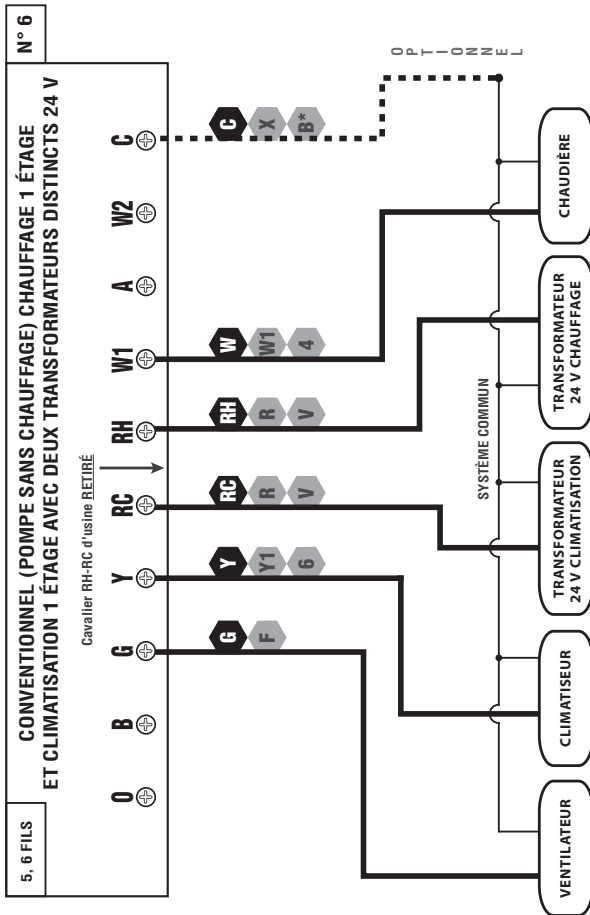 5, 6 FILS
CONVENTIONNEL (POMPE SANS CHAUFFAGE) CHAUFFAGE 1 ÉTAGE
ET CLIMATISATION 1 ÉTAGE AVEC DEUX TRANSFORMATEURS DISTINCTS 24 V
N° 6
Cavalier RH-RC d'usine RETIRÉ
O B G Y RC RH W1 A W2 C
G Y RC RH W C
F Y1 R R W1 X
6 V V 4 B*
OPTIONNEL
SYSTÈME COMMUN
VENTILATEUR
CLIMATISEUR
TRANSFORMATEUR
24 V CLIMATISATION
TRANSFORMATEUR
24 V CHAUFFAGE
CHAUDIÈRE